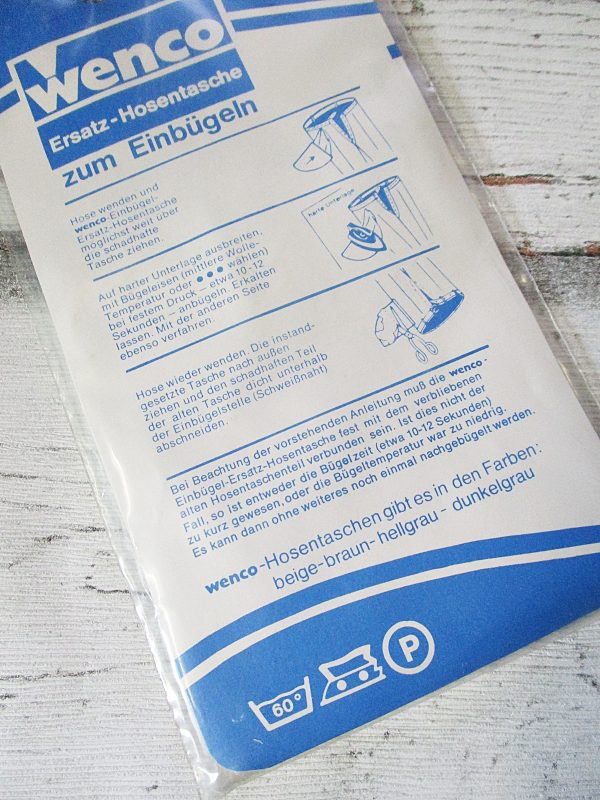 wenco
Ersatz-Hosentasche
zum Einbügeln
Hose wenden und
wenco-Einbügel-
Ersatz-Hosentasche
möglichst weit über
die schadhafte
Tasche ziehen.
harte Unterlage
Auf harter Unterlage ausbreiten,
mit Bügeleisen (mittlere Wolle-
Temperatur oder ●●● wählen)
bei festem Druck – etwa 10-12
Sekunden – anbügeln. Erkalten
lassen. Mit der anderen Seite
ebenso verfahren.
Hose wieder wenden. Die instand-
gesetzte Tasche nach außen
ziehen und den schadhaften Teil
der alten Tasche dicht unterhalb
der Einbügelstelle (Schweißnaht)
abschneiden.
Bei Beachtung der vorstehenden Anleitung muß die wenco-
Einbügel-Ersatz-Hosentasche fest mit dem verbliebenen
alten Hosentaschenteil verbunden sein. Ist dies nicht der
Fall, so ist entweder die Bügelzeit (etwa 10-12 Sekunden)
zu kurz gewesen, oder die Bügeltemperatur war zu niedrig.
Es kann dann ohne weiteres noch einmal nachgebügelt werden.
wenco-Hosentaschen gibt es in den Farben:
beige-braun-hellgrau - dunkelgrau
60° P